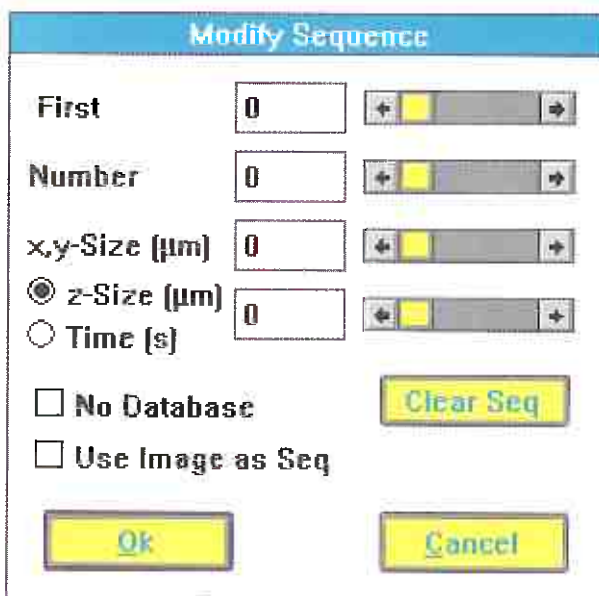 Modify Sequence
First 0
Number 0
x,y-Size (µm) 0
z-Size (µm) 0
Time (s)
No Database
Clear Seq
Use Image as Seq
Ok
Cancel